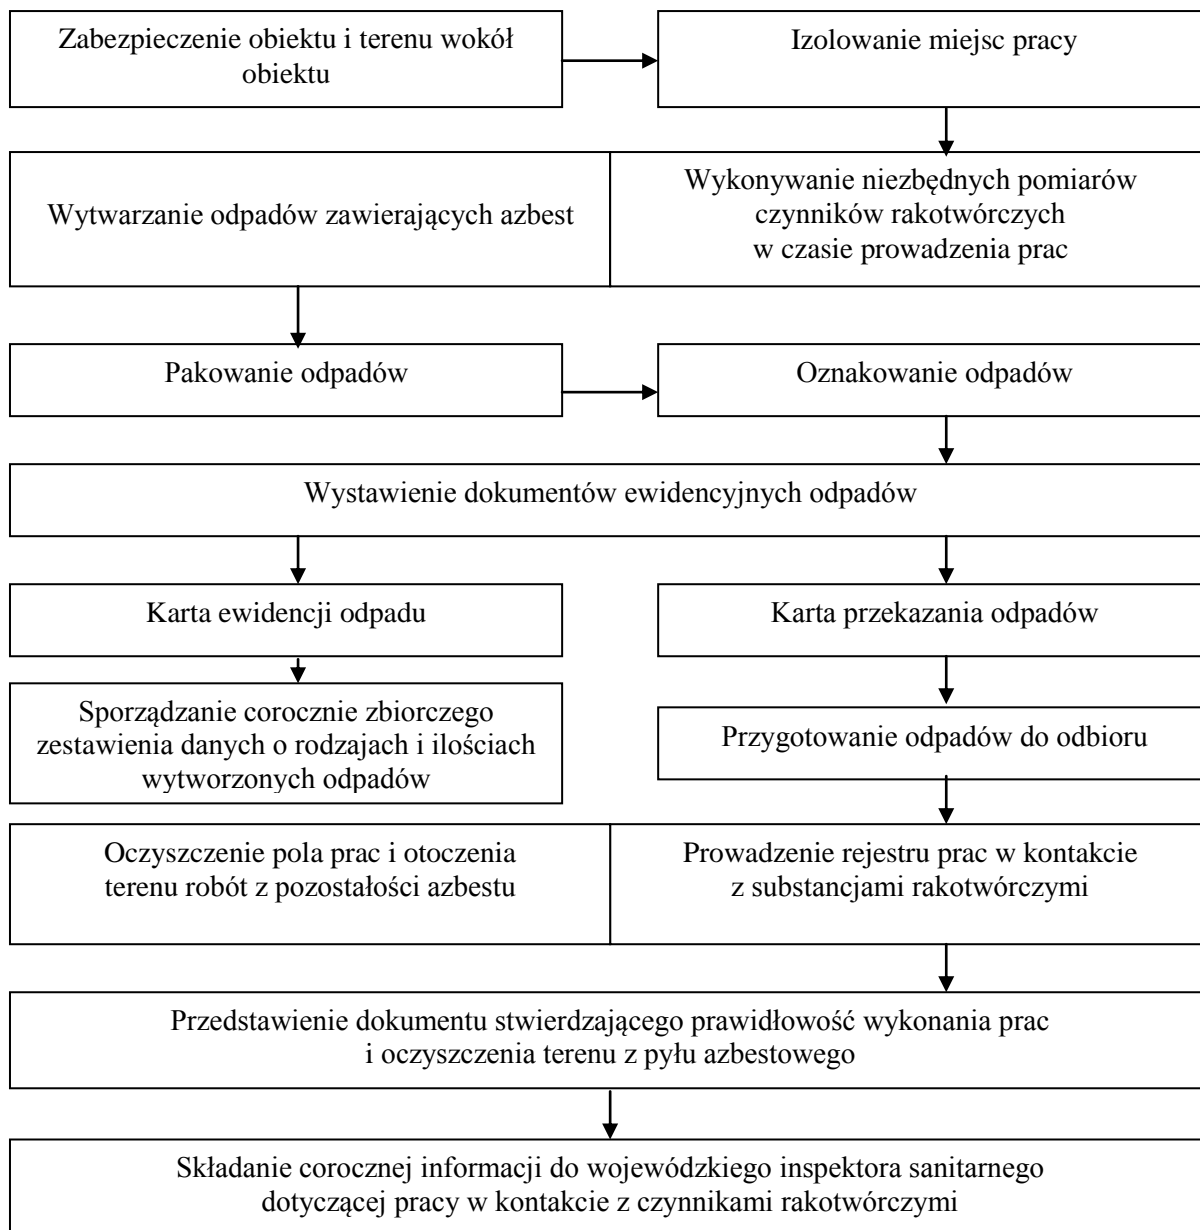 Zabezpieczenie obiektu i terenu wokół
obiektu
Izolowanie miejsc pracy
Wytwarzanie odpadów zawierających azbest
Wykonywanie niezbędnych pomiarów
czynników rakotwórczych
w czasie prowadzenia prac
Pakowanie odpadów
Oznakowanie odpadów
Wystawienie dokumentów ewidencyjnych odpadów
Karta ewidencji odpadu
Karta przekazania odpadów
Sporządzanie corocznie zbiorczego
zestawienia danych o rodzajach i ilościach
wytworzonych odpadów
Przygotowanie odpadów do odbioru
Oczyszczenie pola prac i otoczenia
terenu robót z pozostałości azbestu
Prowadzenie rejestru prac w kontakcie
z substancjami rakotwórczymi
Przedstawienie dokumentu stwierdzającego prawidłowość wykonania prac
i oczyszczenia terenu z pyłu azbestowego
Składanie corocznej informacji do wojewódzkiego inspektora sanitarnego
dotyczącej pracy w kontakcie z czynnikami rakotwórczymi